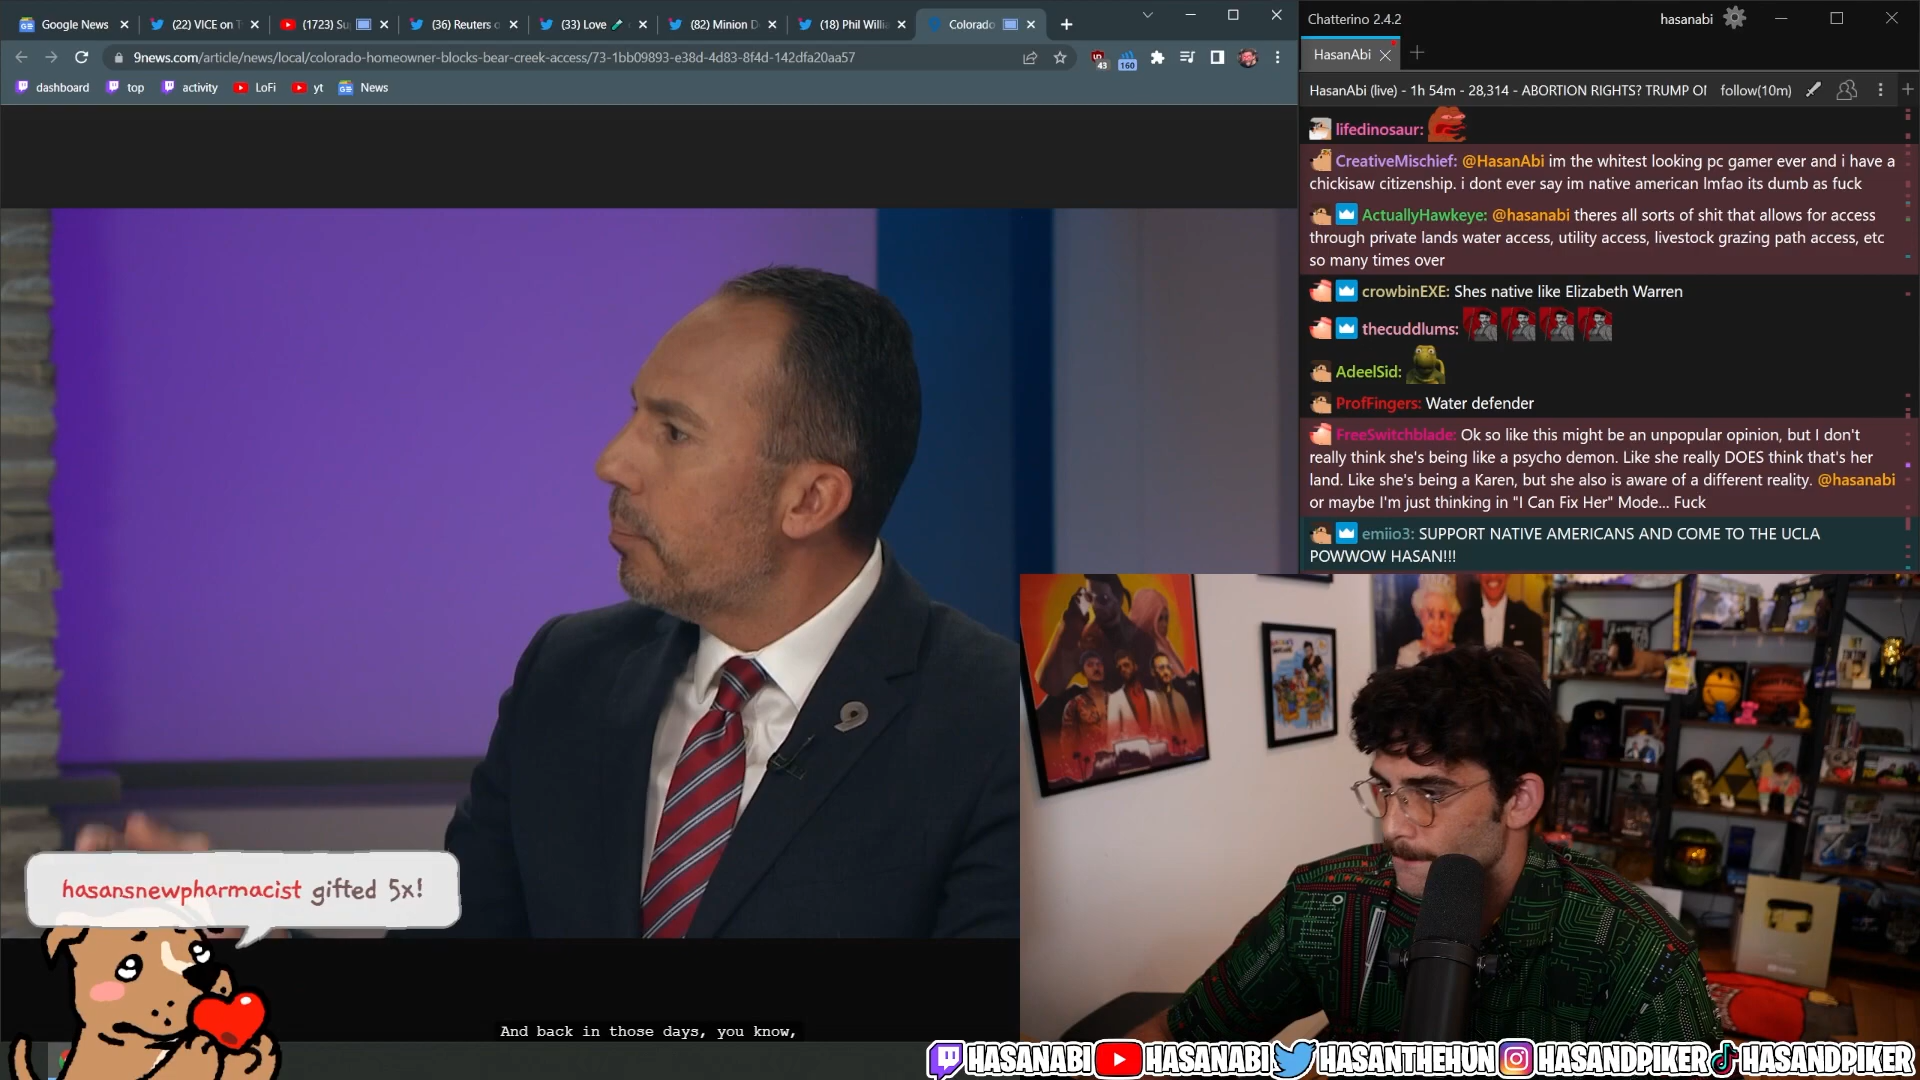 Google News
(22) VICE on T
(1723) Su
(36) Reuters o
(33) Love
(82) Minion D
(18) Phil Willia
Colorado
9news.com/article/news/local/colorado-homeowner-blocks-bear-creek-access/73-1bb09893-e38d-4d83-8f4d-142dfa20aa57
43
160
dashboard
top
activity
LoFi
yt
News
Chatterino 2.4.2
hasanabi
HasanAbi
HasanAbi (live) - 1h 54m - 28,314 - ABORTION RIGHTS? TRUMP O
follow(10m)
lifedinosaur:
CreativeMischief: @HasanAbi im the whitest looking pc gamer ever and i have a
chickisaw citizenship. i dont ever say im native american lmfao its dumb as fuck
ActuallyHawkeye: @hasanabi theres all sorts of shit that allows for access
through private lands water access, utility access, livestock grazing path access, etc
so many times over
crowbinEXE: Shes native like Elizabeth Warren
thecuddlums:
AdeelSid:
ProfFingers: Water defender
FreeSwitchblade: Ok so like this might be an unpopular opinion, but I don't
really think she's being like a psycho demon. Like she really DOES think that's her
land. Like she's being a Karen, but she also is aware of a different reality. @hasanabi
or maybe I'm just thinking in "I Can Fix Her" Mode... Fuck
emiio3: SUPPORT NATIVE AMERICANS AND COME TO THE UCLA
POWWOW HASAN!!!
9
hasansnewpharmacist gifted 5x!
And back in those days, you know,
HASANABI
HASANABI
HASANTHEHUN
HASANDPIKER
HASANDPIKER